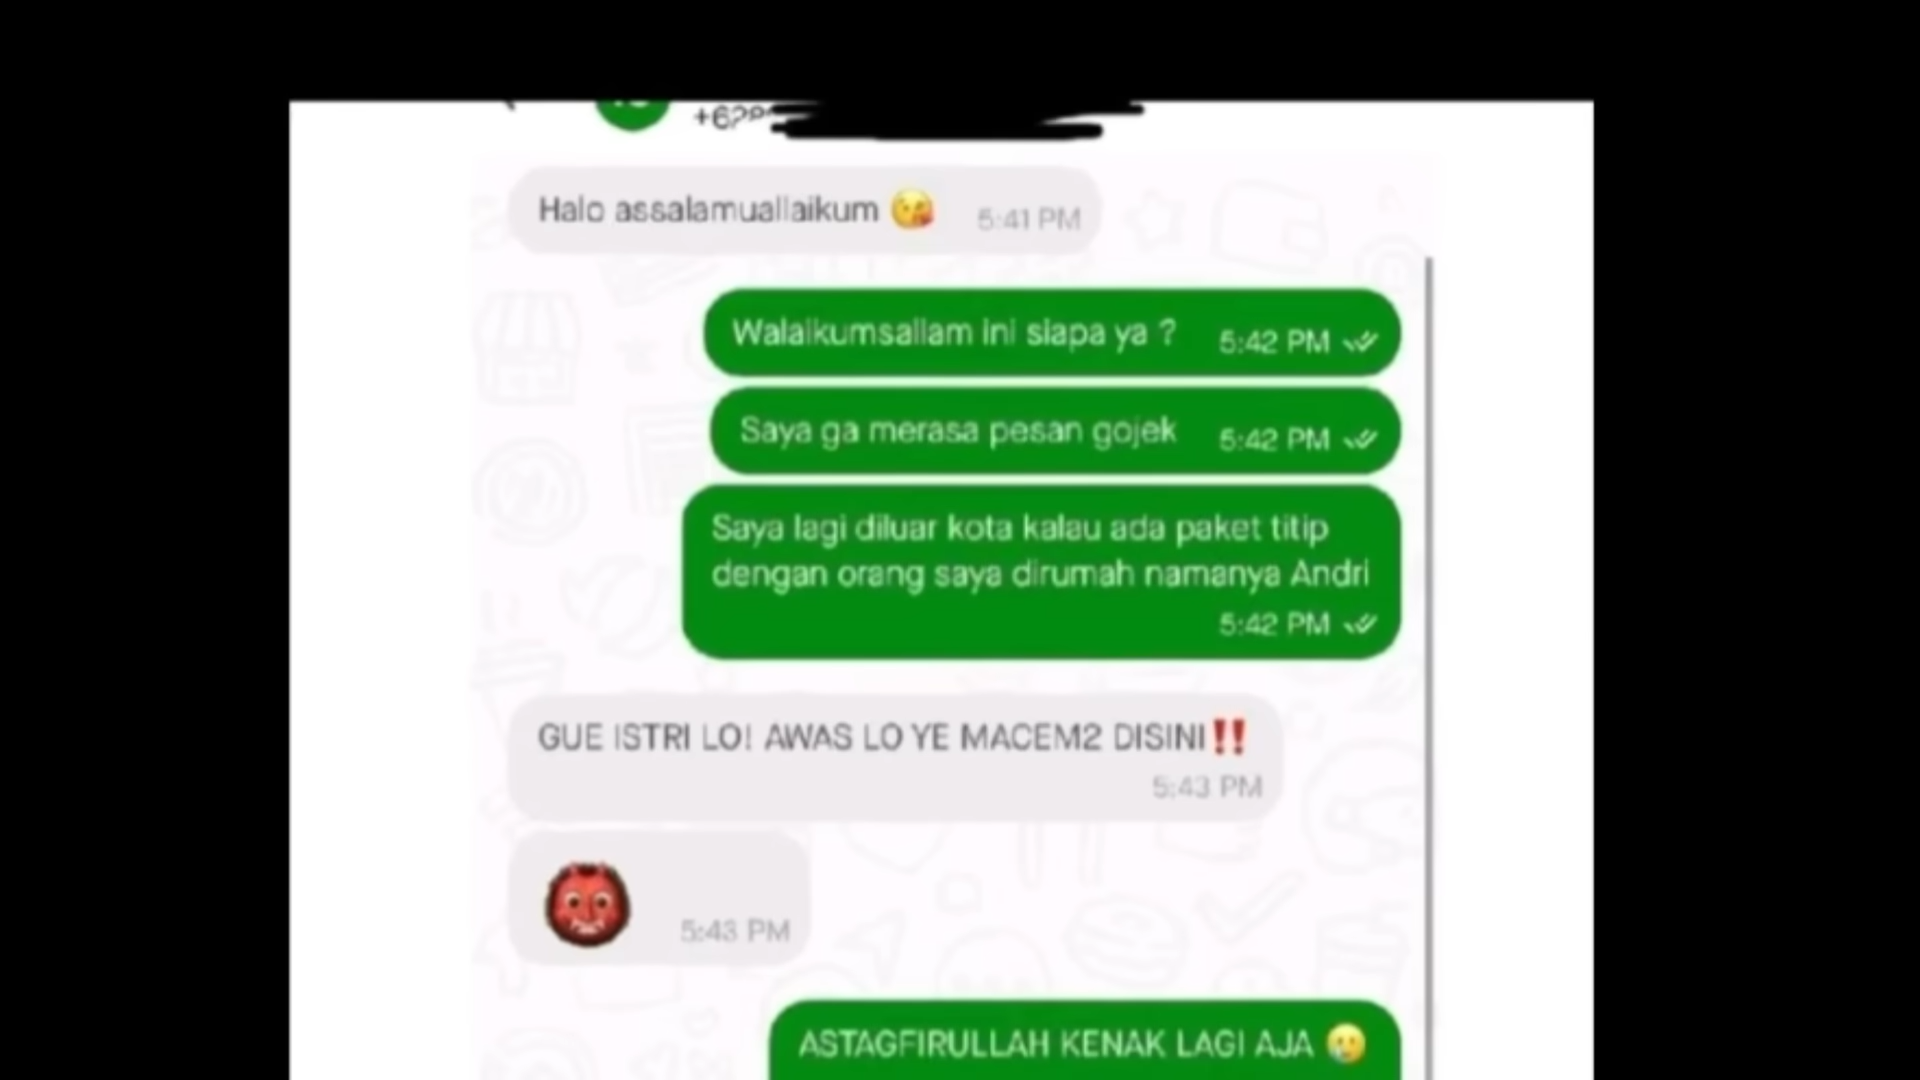 Halo assalamuallaikum 😘 5:41 PM
Walaikumsallam ini siapa ya ? 5:42 PM
Saya ga merasa pesan gojek 5:42 PM
Saya lagi diluar kota kalau ada paket titip
dengan orang saya dirumah namanya Andri
5:42 PM
GUE ISTRI LO! AWAS LO YE MACEM2 DISINI‼️
5:43 PM
👹 5:43 PM
ASTAGFIRULLAH KENAK LAGI AJA 🥲